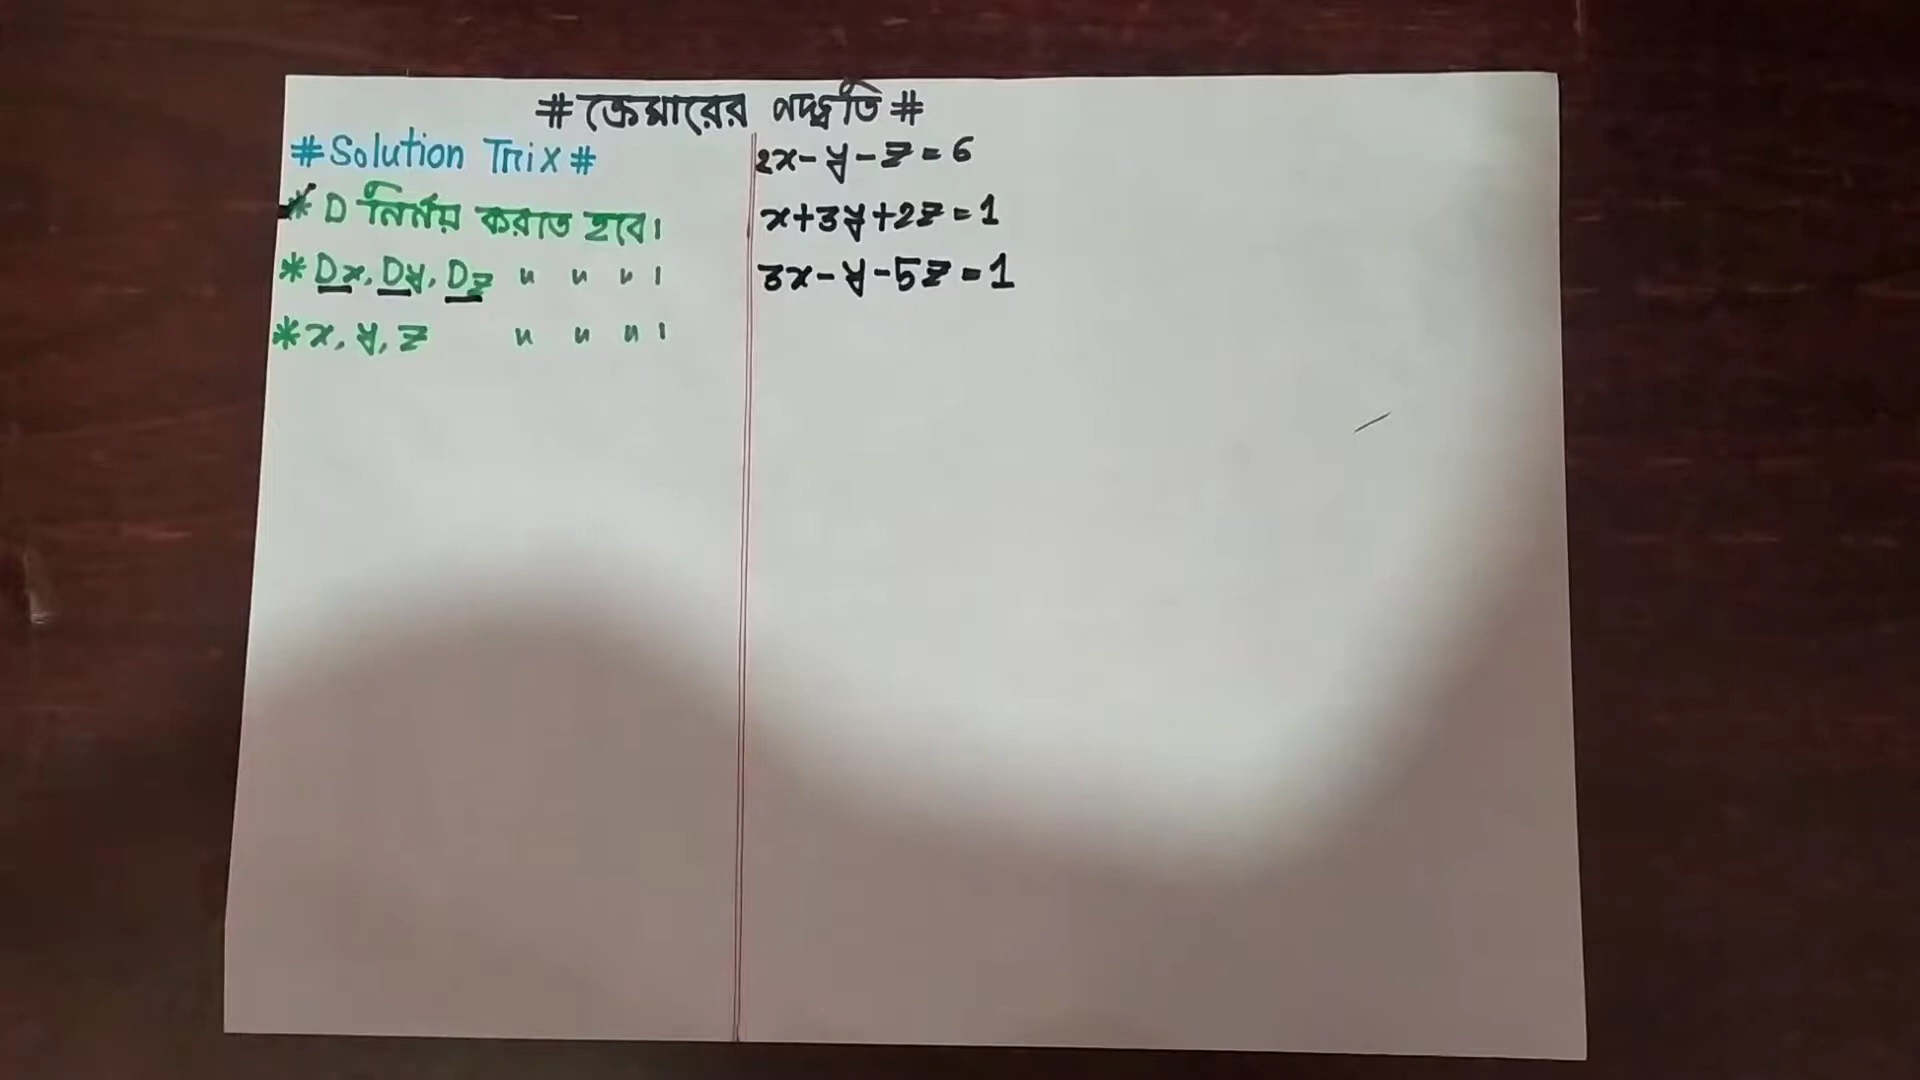 #ক্রেমারের পদ্ধতি#
#Solution Trix#
* D নির্ণয় করতে হবে।
* Dx, Dy, Dz " " " ।
* x, y, z " " " ।
2x-y-z=6
x+3y+2z=1
3x-y-5z=1